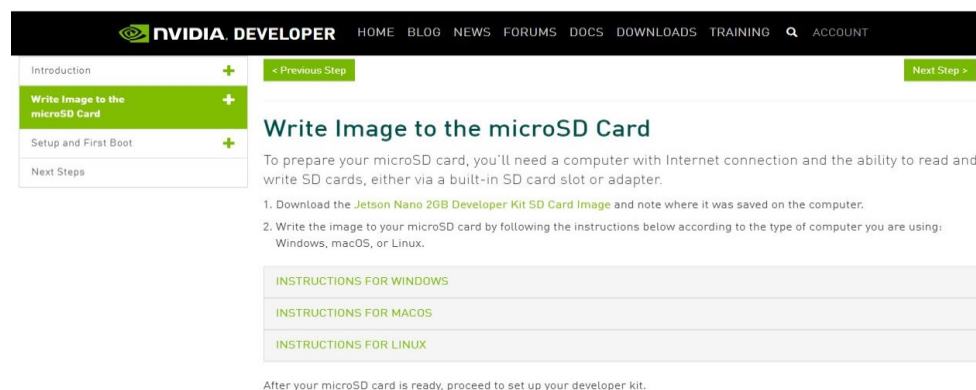 NVIDIA. DEVELOPER HOME BLOG NEWS FORUMS DOCS DOWNLOADS TRAINING ACCOUNT
Introduction
Write Image to the
microSD Card
Setup and First Boot
Next Steps
< Previous Step
Next Step >
Write Image to the microSD Card
To prepare your microSD card, you'll need a computer with Internet connection and the ability to read and
write SD cards, either via a built-in SD card slot or adapter.
1. Download the Jetson Nano 2GB Developer Kit SD Card Image and note where it was saved on the computer.
2. Write the image to your microSD card by following the instructions below according to the type of computer you are using:
Windows, macOS, or Linux.
INSTRUCTIONS FOR WINDOWS
INSTRUCTIONS FOR MACOS
INSTRUCTIONS FOR LINUX
After your microSD card is ready, proceed to set up your developer kit.